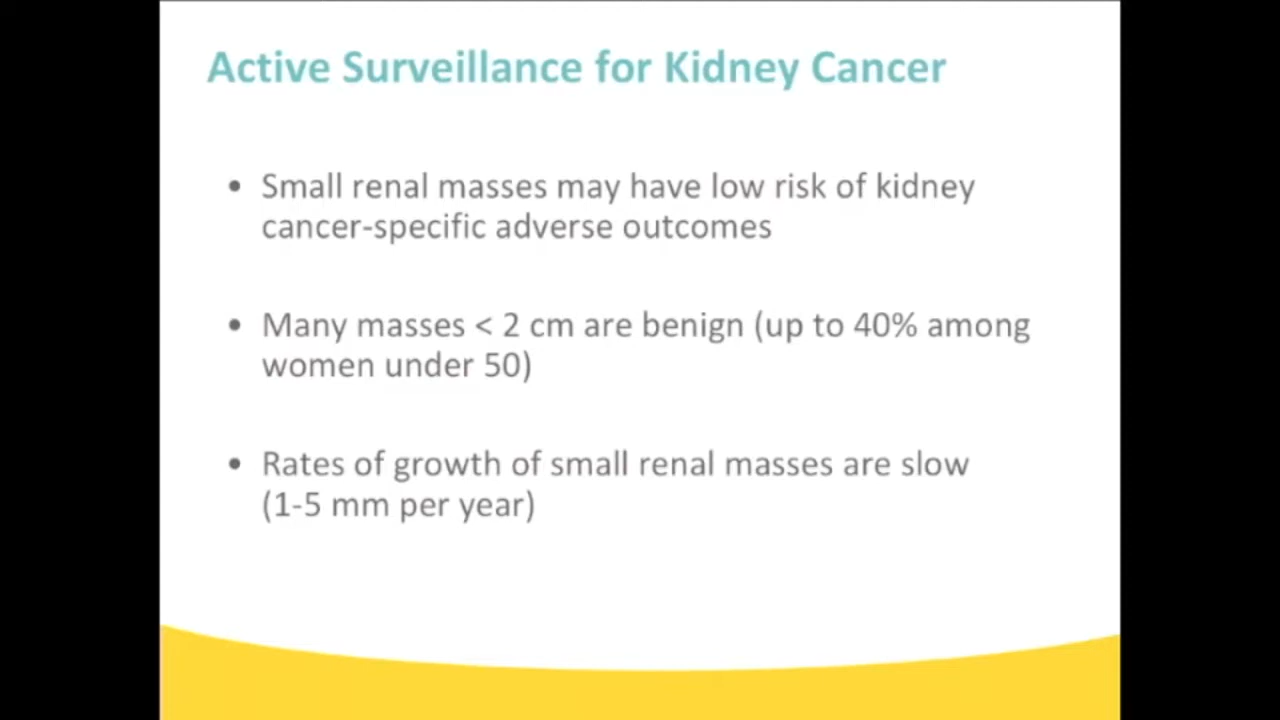 Active Surveillance for Kidney Cancer
• Small renal masses may have low risk of kidney
cancer-specific adverse outcomes
• Many masses < 2 cm are benign (up to 40% among
women under 50)
• Rates of growth of small renal masses are slow
(1-5 mm per year)